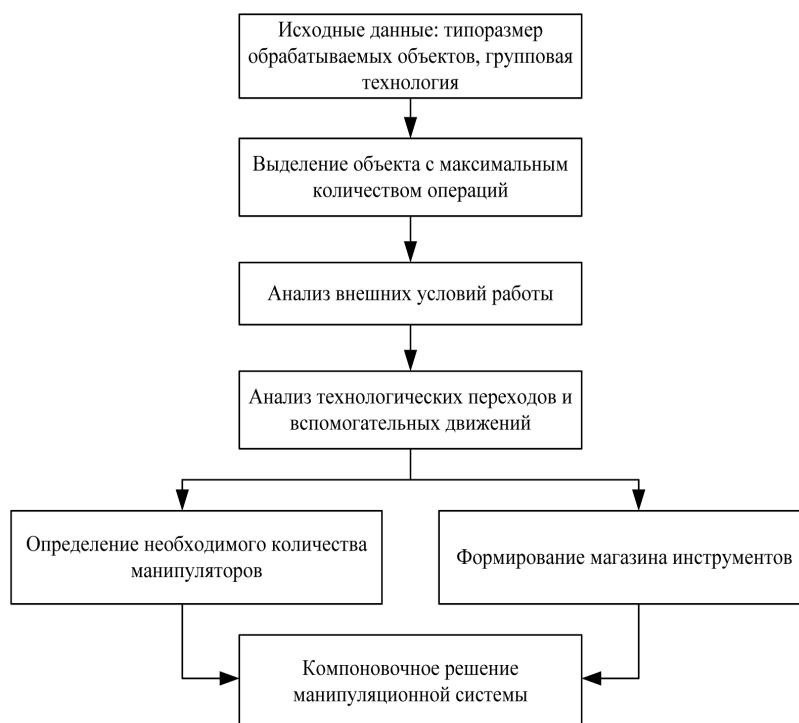 Исходные данные: типоразмер
обрабатываемых объектов, групповая
технология
Выделение объекта с максимальным
количеством операций
Анализ внешних условий работы
Анализ технологических переходов и
вспомогательных движений
Определение необходимого количества
манипуляторов
Формирование магазина инструментов
Компоновочное решение
манипуляционной системы